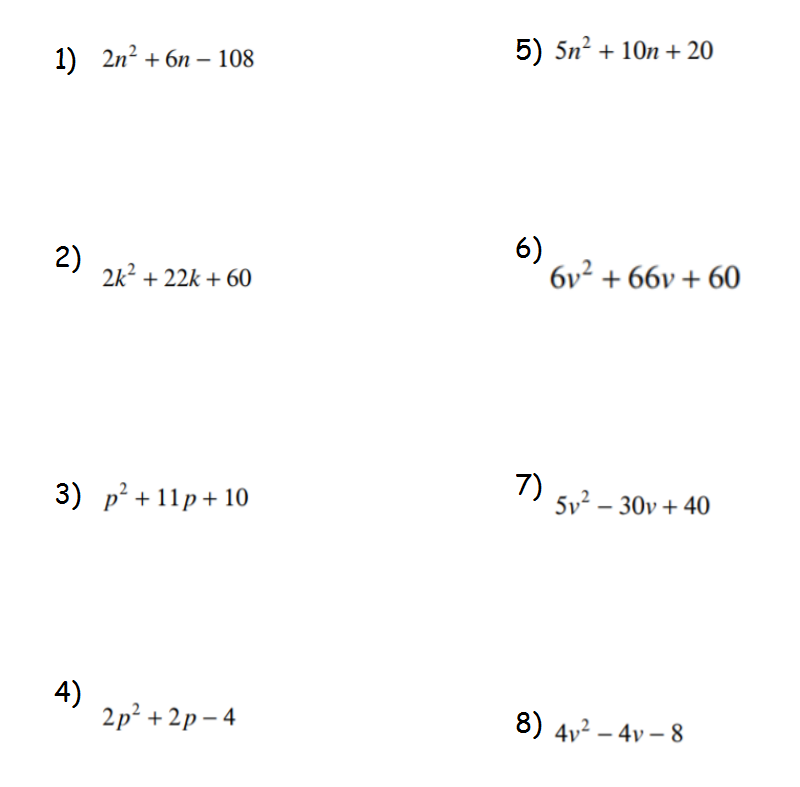 1) 2n² + 6n – 108
2) 2k² + 22k + 60
3) p² + 11p + 10
4) 2p² + 2p – 4
5) 5n² + 10n + 20
6) 6v² + 66v + 60
7) 5v² – 30v + 40
8) 4v² – 4v – 8